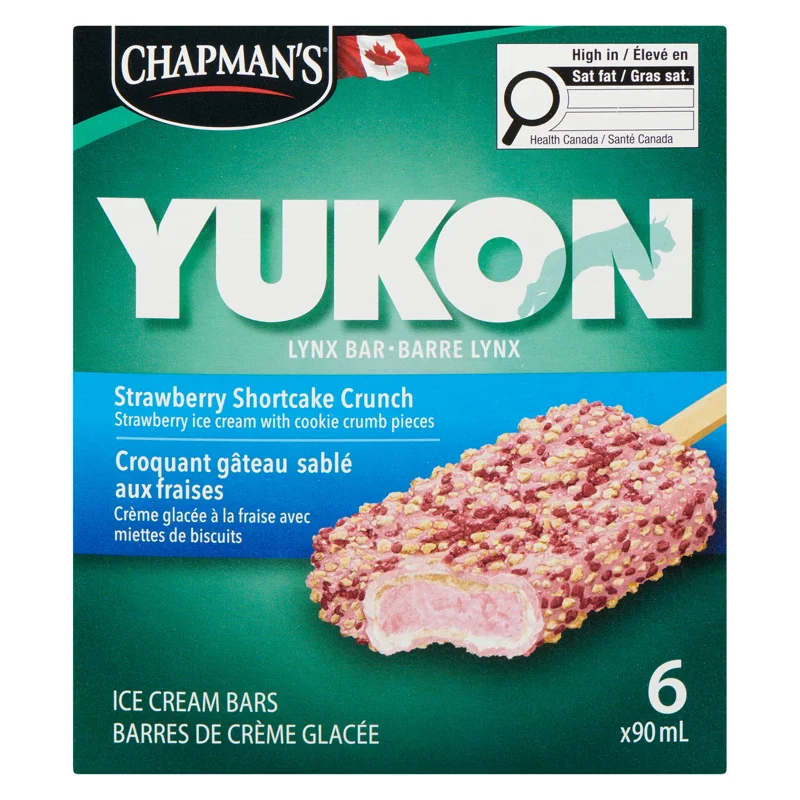 CHAPMAN'S®
High in / Élevé en
Sat fat / Gras sat.
Health Canada / Santé Canada
YUKON
LYNX BAR • BARRE LYNX
Strawberry Shortcake Crunch
Strawberry ice cream with cookie crumb pieces
Croquant gâteau sablé
aux fraises
Crème glacée à la fraise avec
miettes de biscuits
ICE CREAM BARS
BARRES DE CRÈME GLACÉE
6
x90 mL